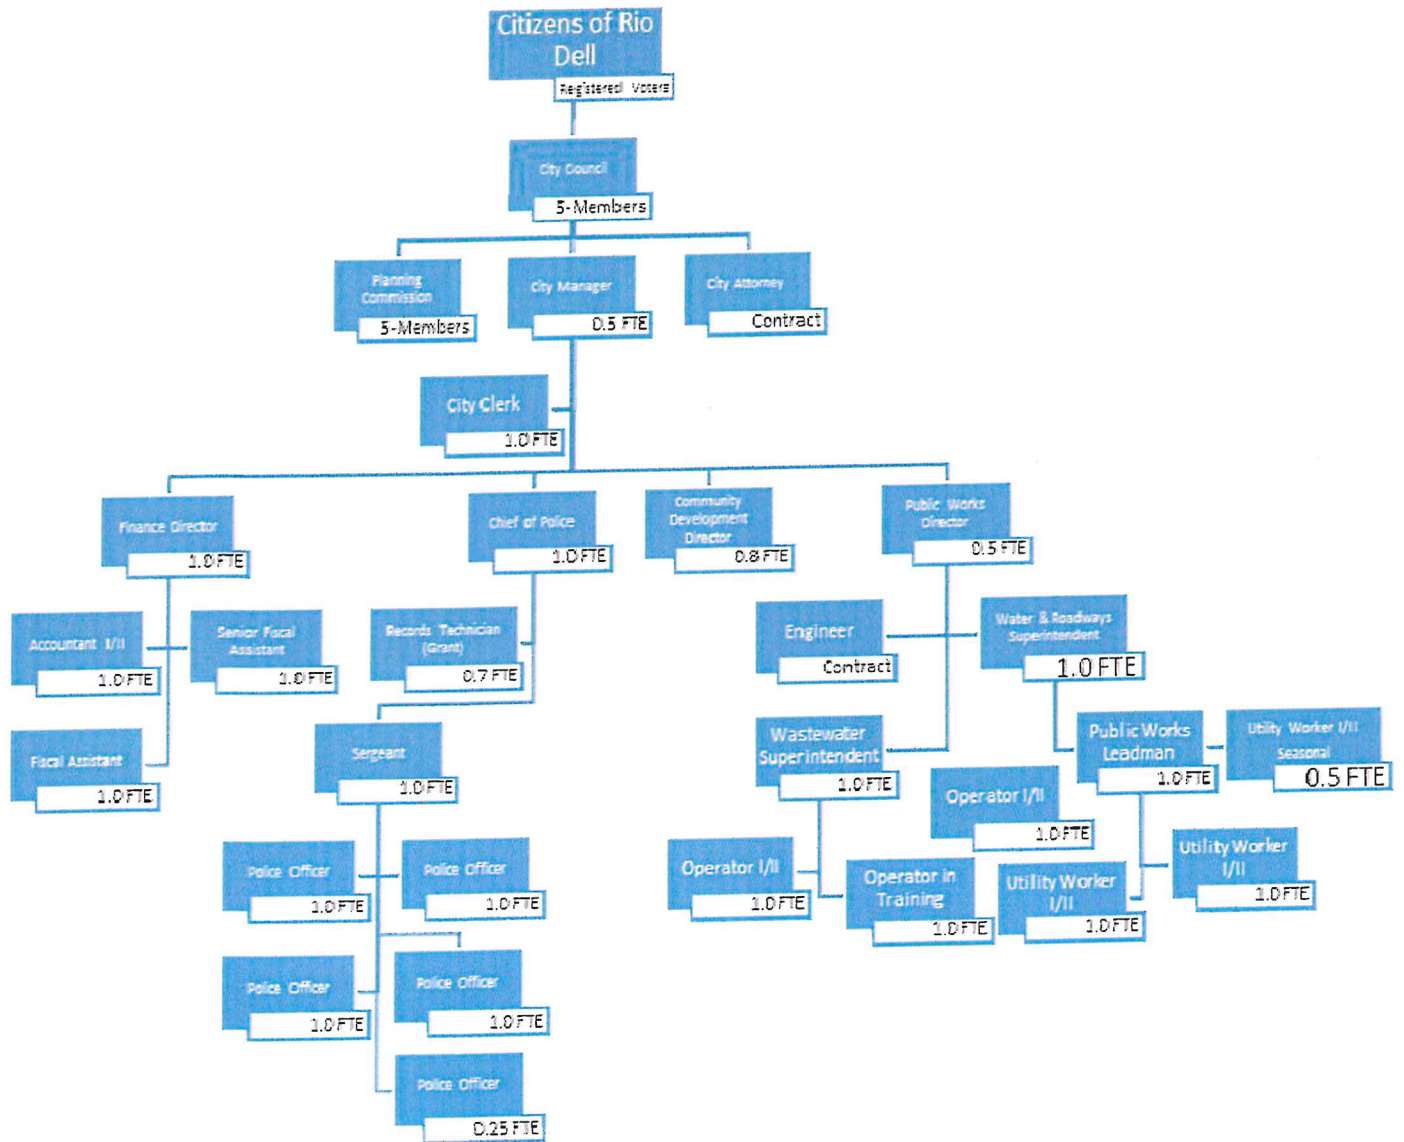 Citizens of Rio
Dell
Registered Voters
City Council
5-Members
Planning
Commission
5-Members
City Manager
0.5 FTE
City Attorney
Contract
City Clerk
1.0 FTE
Finance Director
1.0 FTE
Chief of Police
1.0 FTE
Community
Development
Director
0.8 FTE
Public Works
Director
0.5 FTE
Accountant I/II
1.0 FTE
Senior Fiscal
Assistant
1.0 FTE
Records Technician
(Grant)
0.7 FTE
Engineer
Contract
Water & Roadways
Superintendent
1.0 FTE
Fiscal Assistant
1.0 FTE
Sergeant
1.0 FTE
Wastewater
Superintendent
1.0 FTE
Public Works
Leadman
1.0 FTE
Utility Worker I/II
Seasonal
0.5 FTE
Operator I/II
1.0 FTE
Police Officer
1.0 FTE
Police Officer
1.0 FTE
Operator I/II
1.0 FTE
Operator in
Training
1.0 FTE
Utility Worker
I/II
1.0 FTE
Utility Worker
I/II
1.0 FTE
Police Officer
1.0 FTE
Police Officer
1.0 FTE
Police Officer
0.25 FTE